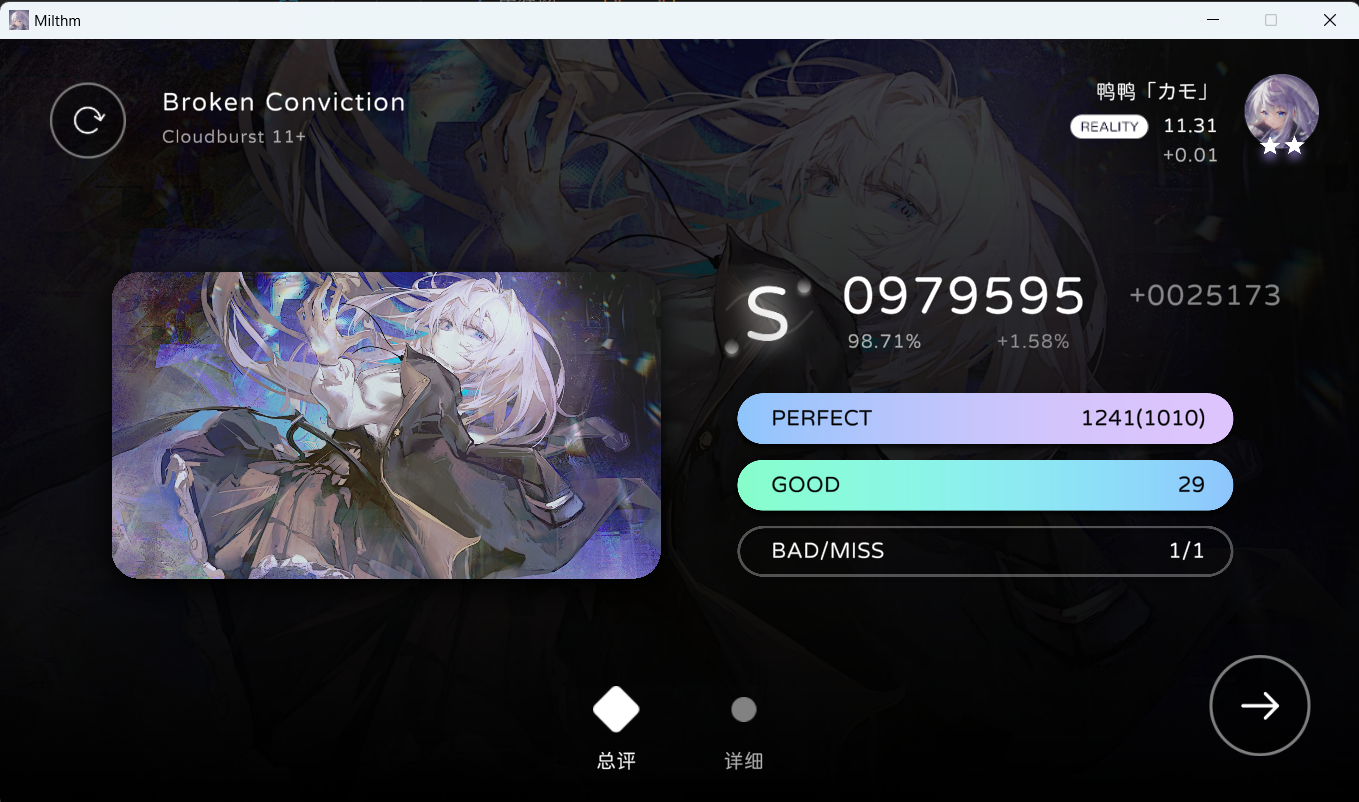 Milthm
Broken Conviction
Cloudburst 11+
鸭鸭「カモ」
REALITY 11.31
+0.01
S 0979595 +0025173
98.71% +1.58%
PERFECT 1241(1010)
GOOD 29
BAD/MISS 1/1
总评 详细